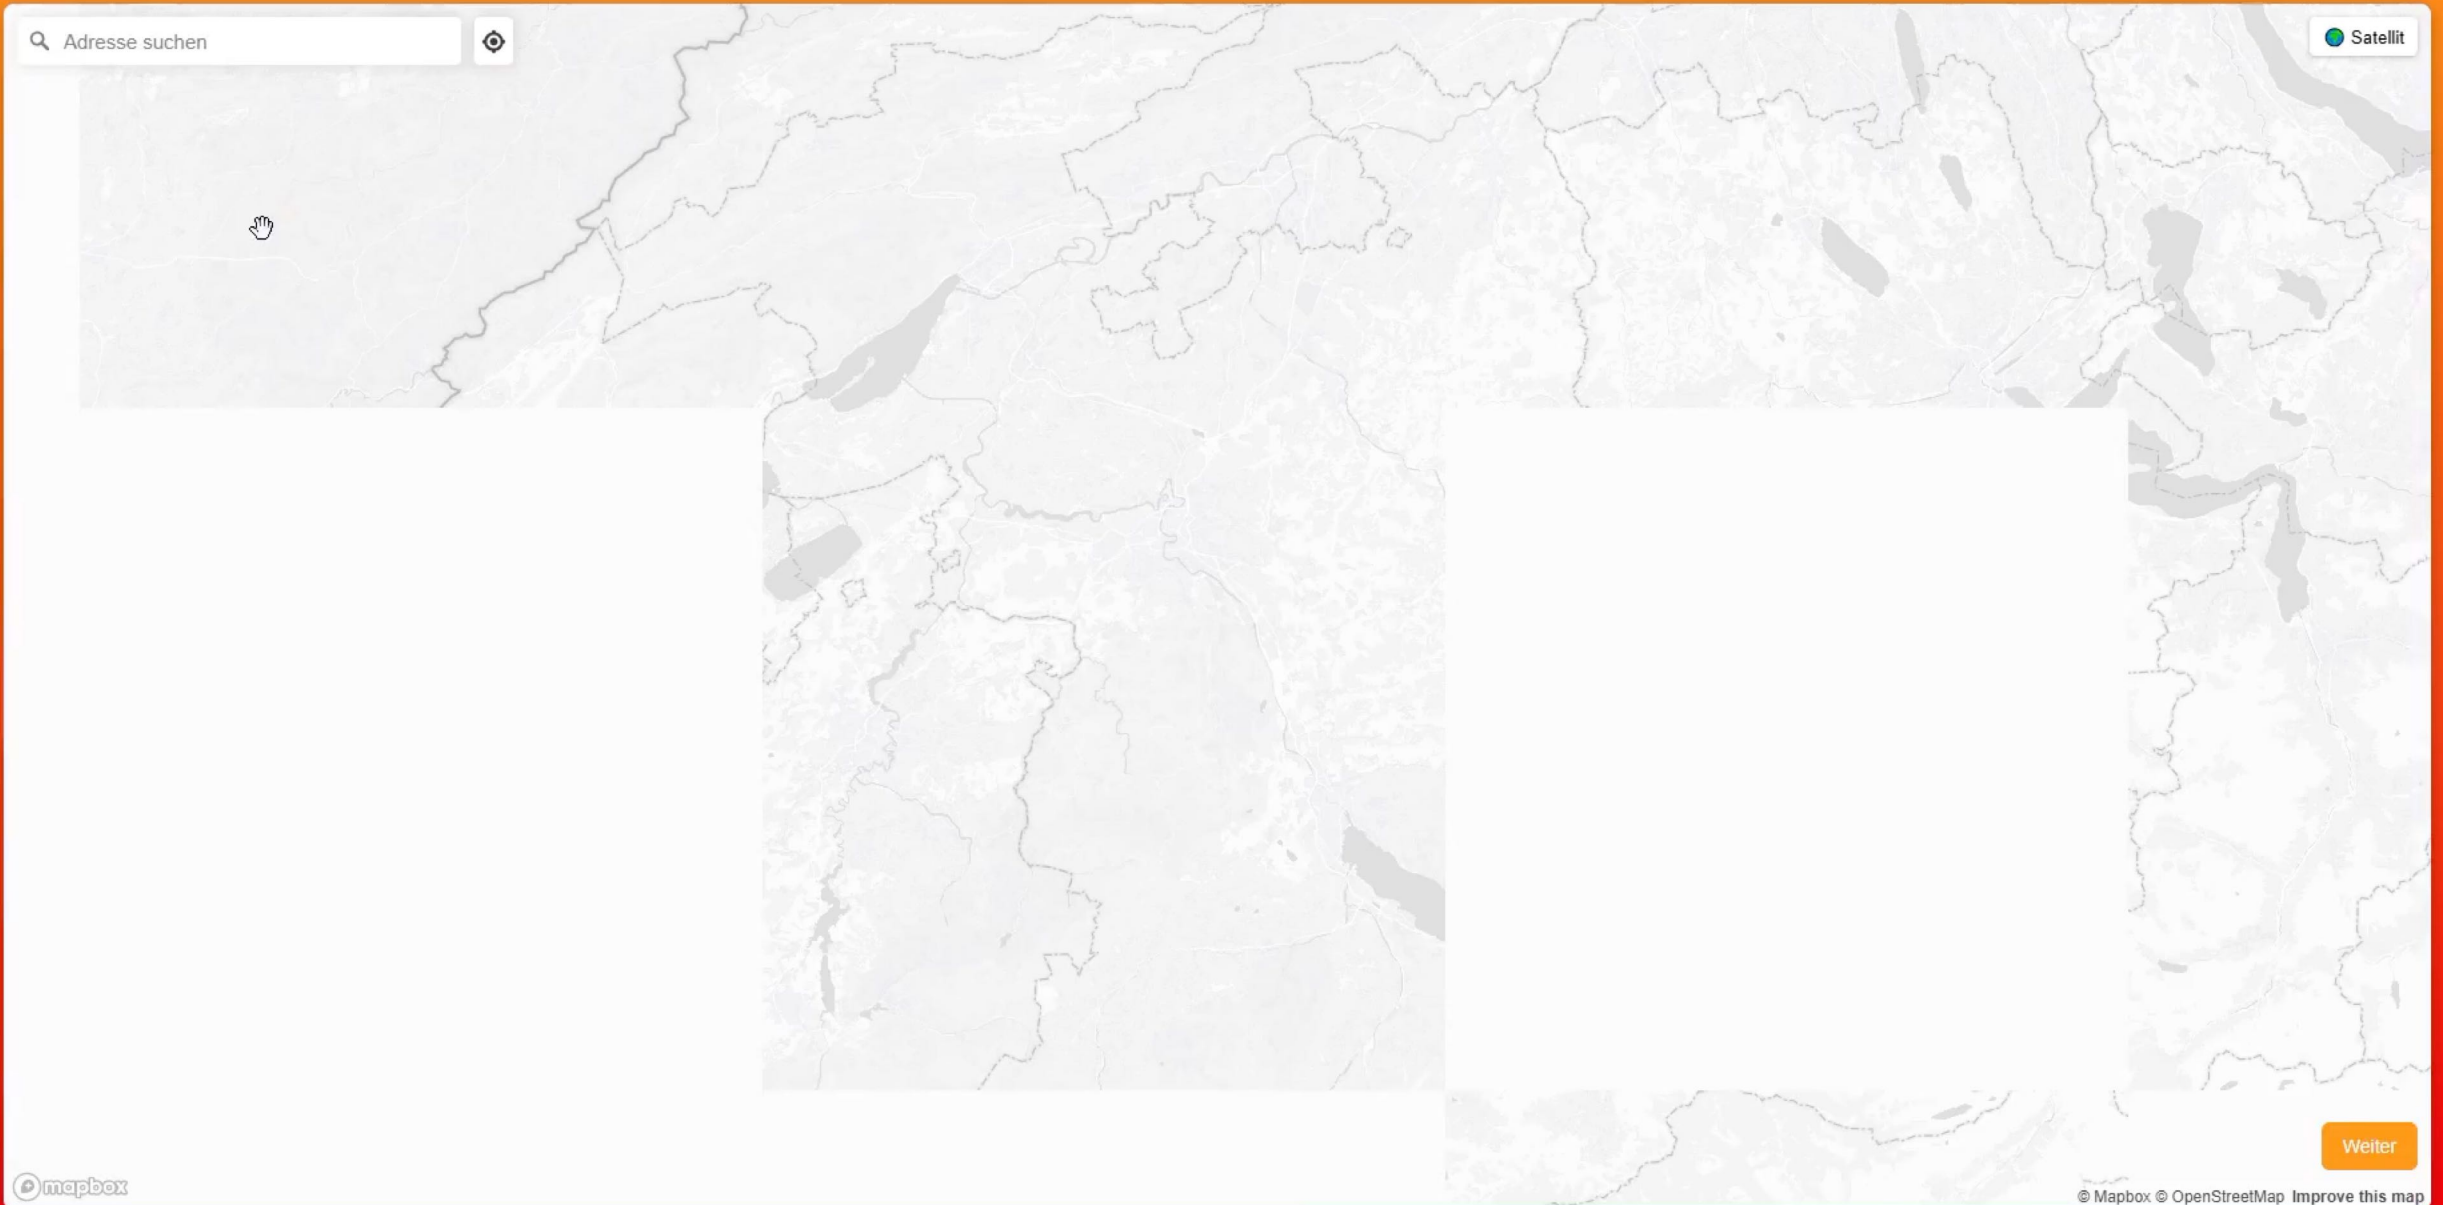 Adresse suchen
Satellit
Weiter
mapbox
© Mapbox © OpenStreetMap Improve this map